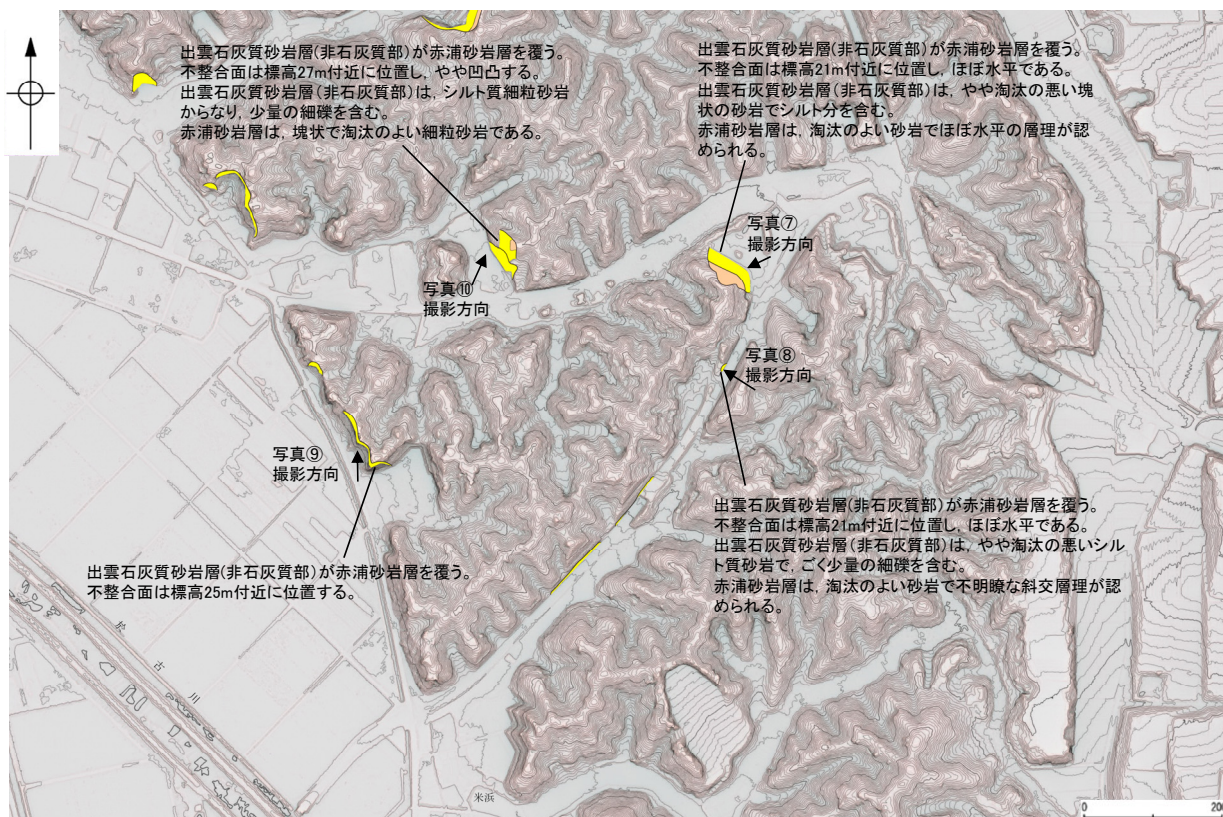 出雲石灰質砂岩層(非石灰質部)が赤浦砂岩層を覆う。
不整合面は標高27m付近に位置し，やや凹凸する。
出雲石灰質砂岩層(非石灰質部)は，シルト質細粒砂岩
からなり，少量の細礫を含む。
赤浦砂岩層は，塊状で淘汰のよい細粒砂岩である。
出雲石灰質砂岩層(非石灰質部)が赤浦砂岩層を覆う。
不整合面は標高21m付近に位置し，ほぼ水平である。
出雲石灰質砂岩層(非石灰質部)は，やや淘汰の悪い塊
状の砂岩でシルト分を含む。
赤浦砂岩層は，淘汰のよい砂岩でほぼ水平の層理が認
められる。
写真⑦
撮影方向
写真⑩
撮影方向
写真⑧
撮影方向
写真⑨
撮影方向
出雲石灰質砂岩層(非石灰質部)が赤浦砂岩層を覆う。
不整合面は標高21m付近に位置し，ほぼ水平である。
出雲石灰質砂岩層(非石灰質部)は，やや淘汰の悪いシル
ト質砂岩で，ごく少量の細礫を含む。
赤浦砂岩層は，淘汰のよい砂岩で不明瞭な斜交層理が認
められる。
出雲石灰質砂岩層(非石灰質部)が赤浦砂岩層を覆う。
不整合面は標高25m付近に位置する。
於古川
米浜
0